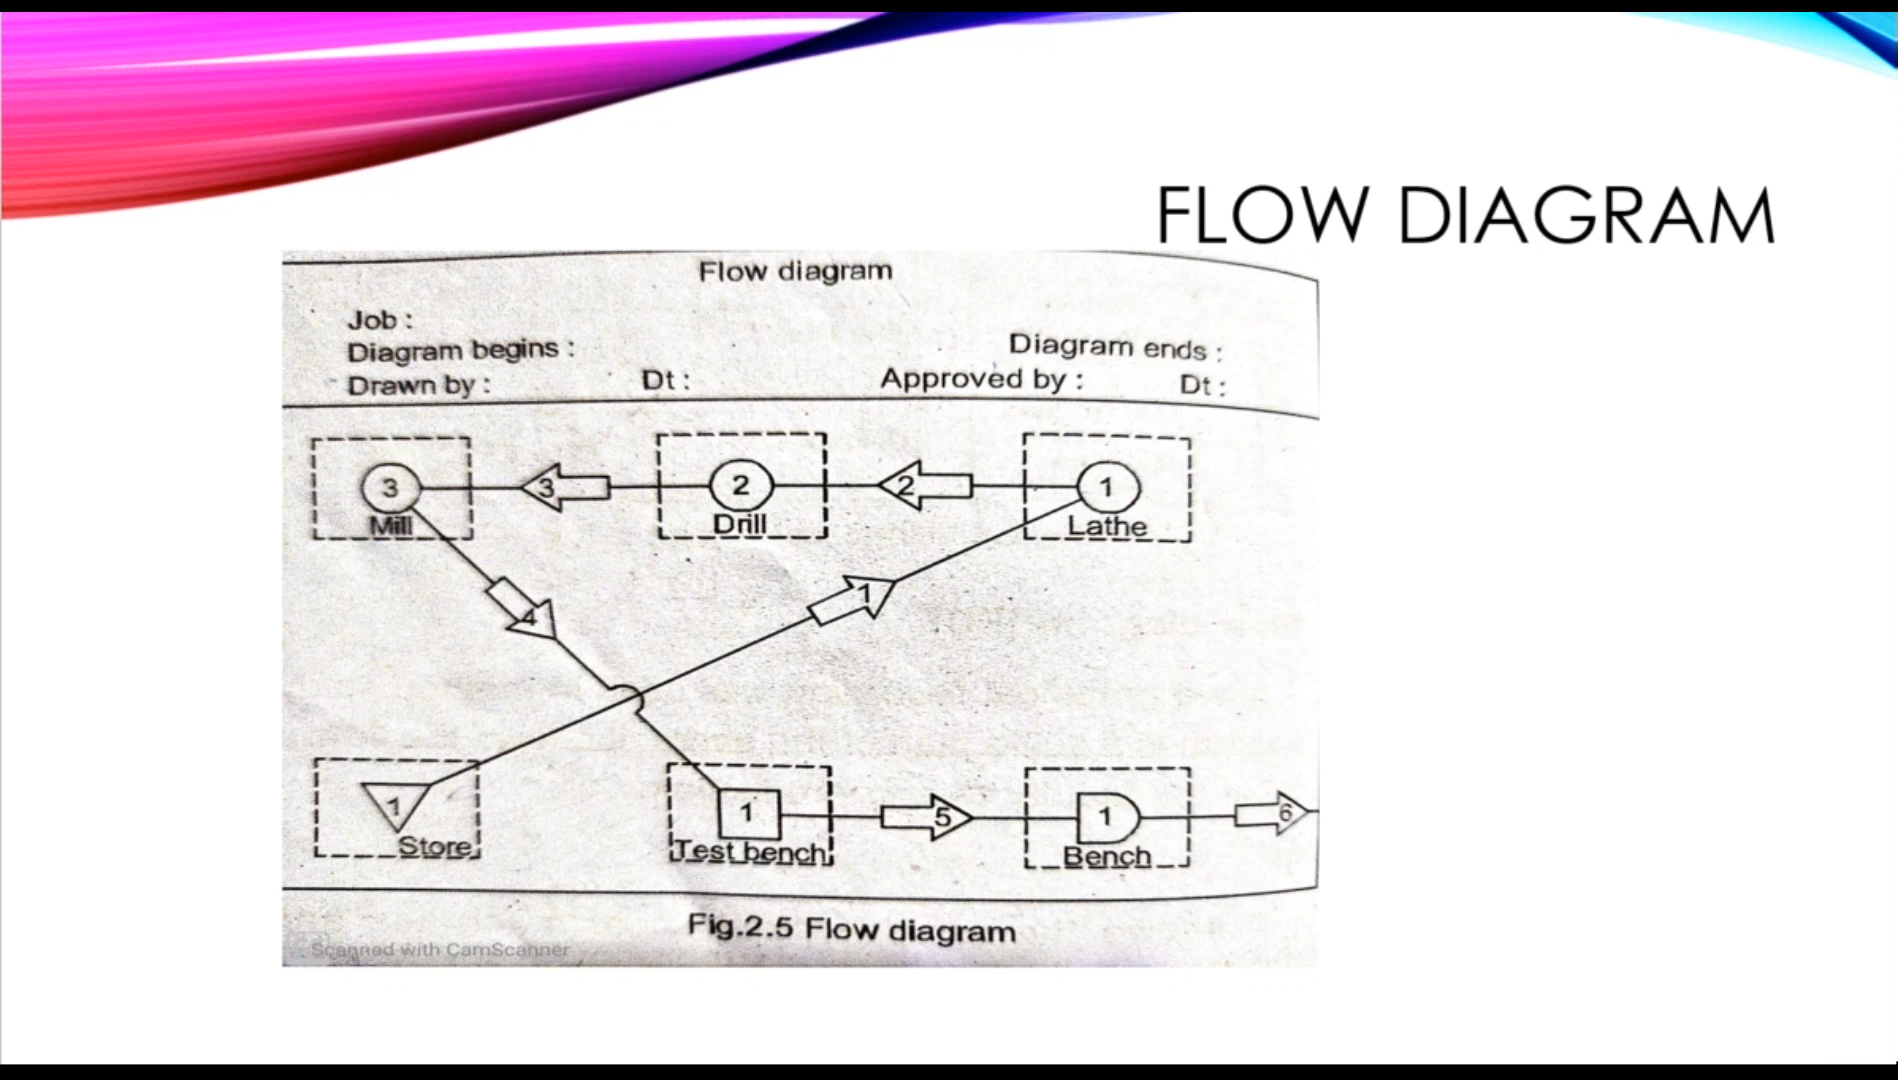 FLOW DIAGRAM
Flow diagram
Job :
Diagram begins : Diagram ends :
Drawn by : Dt : Approved by : Dt :
3 3 2 2 1
Mill Drill Lathe
4 1
1 1 5 1 6
Store Test bench Bench
Fig.2.5 Flow diagram
Scanned with CamScanner